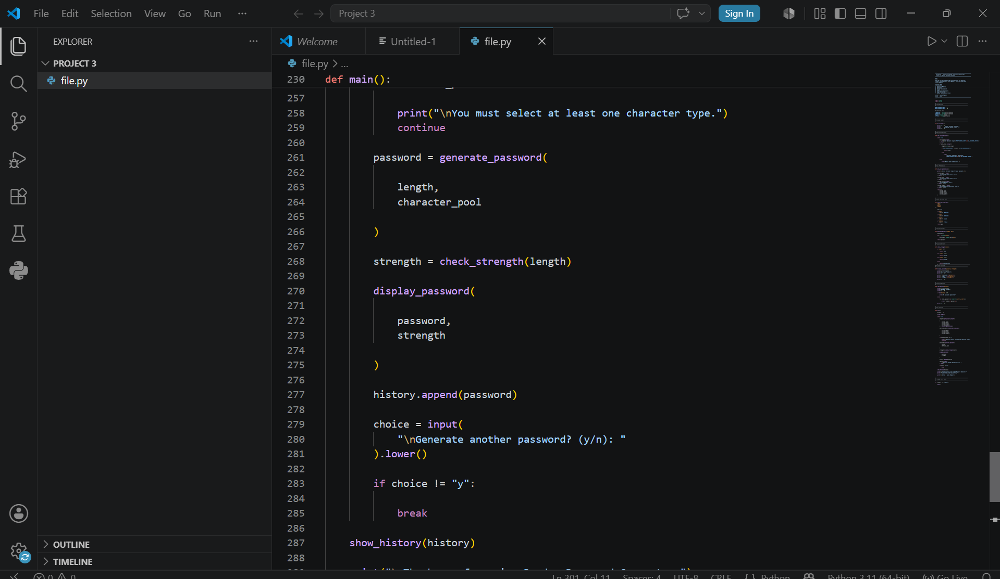 File Edit Selection View Go Run ··· Project 3 Sign In
EXPLORER ···
PROJECT 3
file.py
Welcome Untitled-1 file.py ···
file.py > ...
230 def main():
257
258 print("\nYou must select at least one character type.")
259 continue
260
261 password = generate_password(
262
263 length,
264 character_pool
265
266 )
267
268 strength = check_strength(length)
269
270 display_password(
271
272 password,
273 strength
274
275 )
276
277 history.append(password)
278
279 choice = input(
280 "\nGenerate another password? (y/n): "
281 ).lower()
282
283 if choice != "y":
284
285 break
286
287 show_history(history)
288
OUTLINE
TIMELINE
0 0 Ln 301, Col 11 Spaces: 4 UTF-8 CRLF {} Python Python 3.11 (64-bit) Go Live